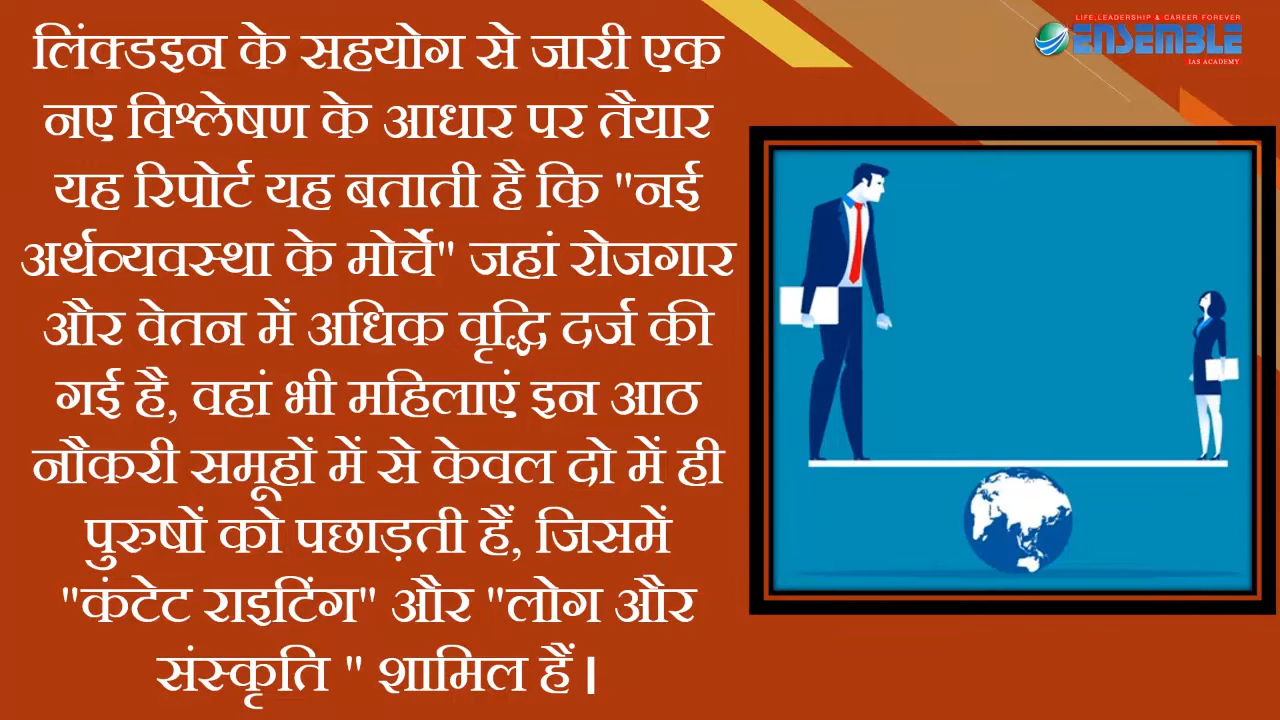 लिंक्डइन के सहयोग से जारी एक
नए विश्लेषण के आधार पर तैयार
यह रिपोर्ट यह बताती है कि "नई
अर्थव्यवस्था के मोर्चे" जहां रोजगार
और वेतन में अधिक वृद्धि दर्ज की
गई है, वहां भी महिलाएं इन आठ
नौकरी समूहों में से केवल दो में ही
पुरुषों को पछाड़ती हैं, जिसमें
"कंटेट राइटिंग" और "लोग और
संस्कृति " शामिल हैं।
LIFE,LEADERSHIP & CAREER FOREVER
ENSEMBLE
IAS ACADEMY